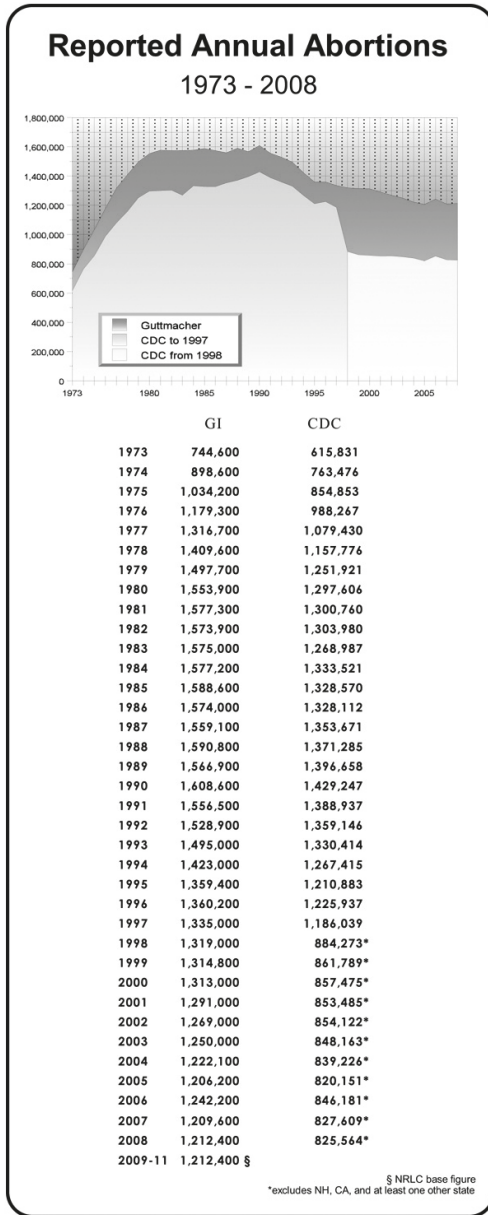 Reported Annual Abortions
1973 - 2008
1,800,000
1,600,000
1,400,000
1,200,000
1,000,000
800,000
600,000
400,000
200,000
0
Guttmacher
CDC to 1997
CDC from 1998
1973 1980 1985 1990 1995 2000 2005
GI CDC
1973 744,600 615,831
1974 898,600 763,476
1975 1,034,200 854,853
1976 1,179,300 988,267
1977 1,316,700 1,079,430
1978 1,409,600 1,157,776
1979 1,497,700 1,251,921
1980 1,553,900 1,297,606
1981 1,577,300 1,300,760
1982 1,573,900 1,303,980
1983 1,575,000 1,268,987
1984 1,577,200 1,333,521
1985 1,588,600 1,328,570
1986 1,574,000 1,328,112
1987 1,559,100 1,353,671
1988 1,590,800 1,371,285
1989 1,566,900 1,396,658
1990 1,608,600 1,429,247
1991 1,556,500 1,388,937
1992 1,528,900 1,359,146
1993 1,495,000 1,330,414
1994 1,423,000 1,267,415
1995 1,359,400 1,210,883
1996 1,360,200 1,225,937
1997 1,335,000 1,186,039
1998 1,319,000 884,273*
1999 1,314,800 861,789*
2000 1,313,000 857,475*
2001 1,291,000 853,485*
2002 1,269,000 854,122*
2003 1,250,000 848,163*
2004 1,222,100 839,226*
2005 1,206,200 820,151*
2006 1,242,200 846,181*
2007 1,209,600 827,609*
2008 1,212,400 825,564*
2009-11 1,212,400 §
§ NRLC base figure
*excludes NH, CA, and at least one other state